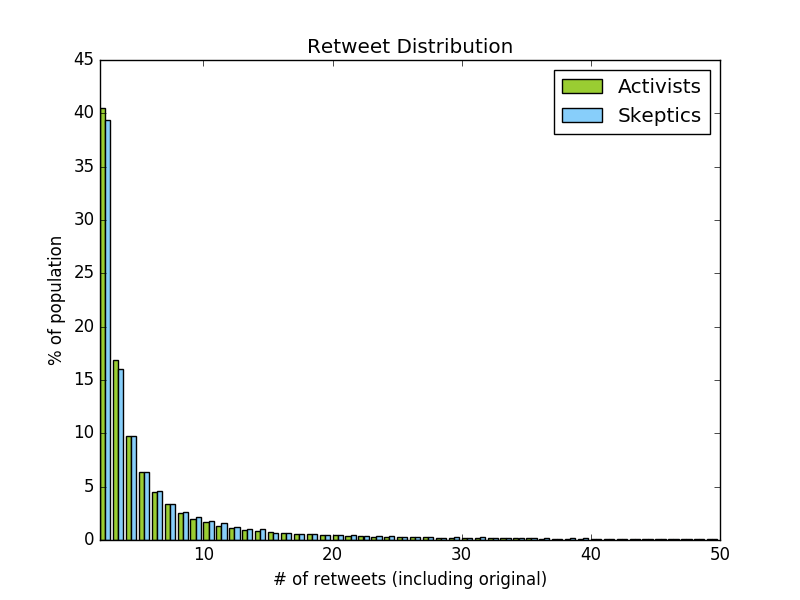 Retweet Distribution
Activists
Skeptics
45
40
35
30
25
20
15
10
5
0
% of population
10 20 30 40 50
# of retweets (including original)